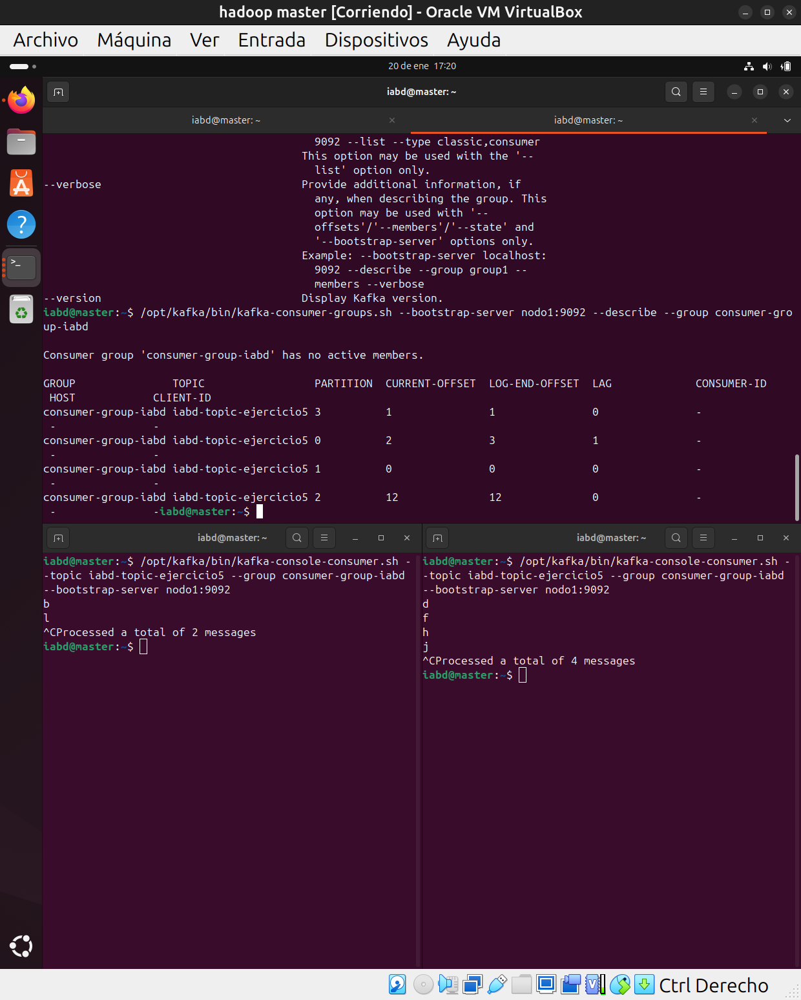 hadoop master [Corriendo] - Oracle VM VirtualBox
Archivo Máquina Ver Entrada Dispositivos Ayuda
20 de ene 17:20
iabd@master: ~
iabd@master: ~ iabd@master: ~
9092 --list --type classic,consumer
This option may be used with the '--
list' option only.
--verbose Provide additional information, if
any, when describing the group. This
option may be used with '--
offsets'/'--members'/'--state' and
'--bootstrap-server' options only.
Example: --bootstrap-server localhost:
9092 --describe --group group1 --
members --verbose
--version Display Kafka version.
iabd@master:~$ /opt/kafka/bin/kafka-consumer-groups.sh --bootstrap-server nodo1:9092 --describe --group consumer-gro
up-iabd
Consumer group 'consumer-group-iabd' has no active members.
GROUP TOPIC PARTITION CURRENT-OFFSET LOG-END-OFFSET LAG CONSUMER-ID
HOST CLIENT-ID
consumer-group-iabd iabd-topic-ejercicio5 3 1 1 0 -
- -
consumer-group-iabd iabd-topic-ejercicio5 0 2 3 1 -
- -
consumer-group-iabd iabd-topic-ejercicio5 1 0 0 0 -
- -
consumer-group-iabd iabd-topic-ejercicio5 2 12 12 0 -
- -iabd@master:~$
iabd@master: ~
iabd@master:~$ /opt/kafka/bin/kafka-console-consumer.sh -
-topic iabd-topic-ejercicio5 --group consumer-group-iabd
--bootstrap-server nodo1:9092
b
l
^CProcessed a total of 2 messages
iabd@master:~$
iabd@master: ~
iabd@master:~$ /opt/kafka/bin/kafka-console-consumer.sh -
-topic iabd-topic-ejercicio5 --group consumer-group-iabd
--bootstrap-server nodo1:9092
d
f
h
j
^CProcessed a total of 4 messages
iabd@master:~$
Ctrl Derecho